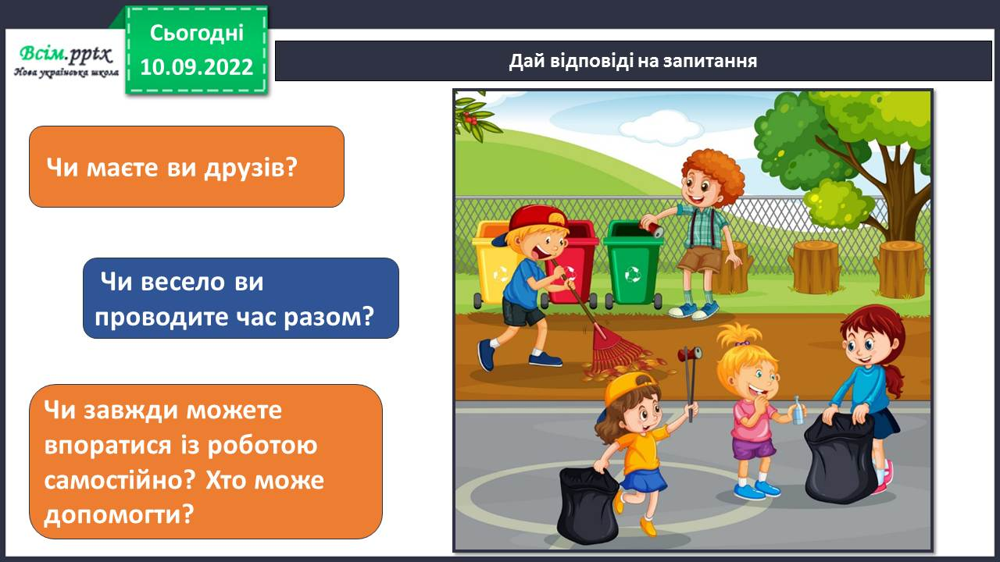 Всім.pptx
Нова українська школа
Сьогодні
10.09.2022
Дай відповіді на запитання
Чи маєте ви друзів?
Чи весело ви
проводите час разом?
Чи завжди можете
впоратися із роботою
самостійно? Хто може
допомогти?